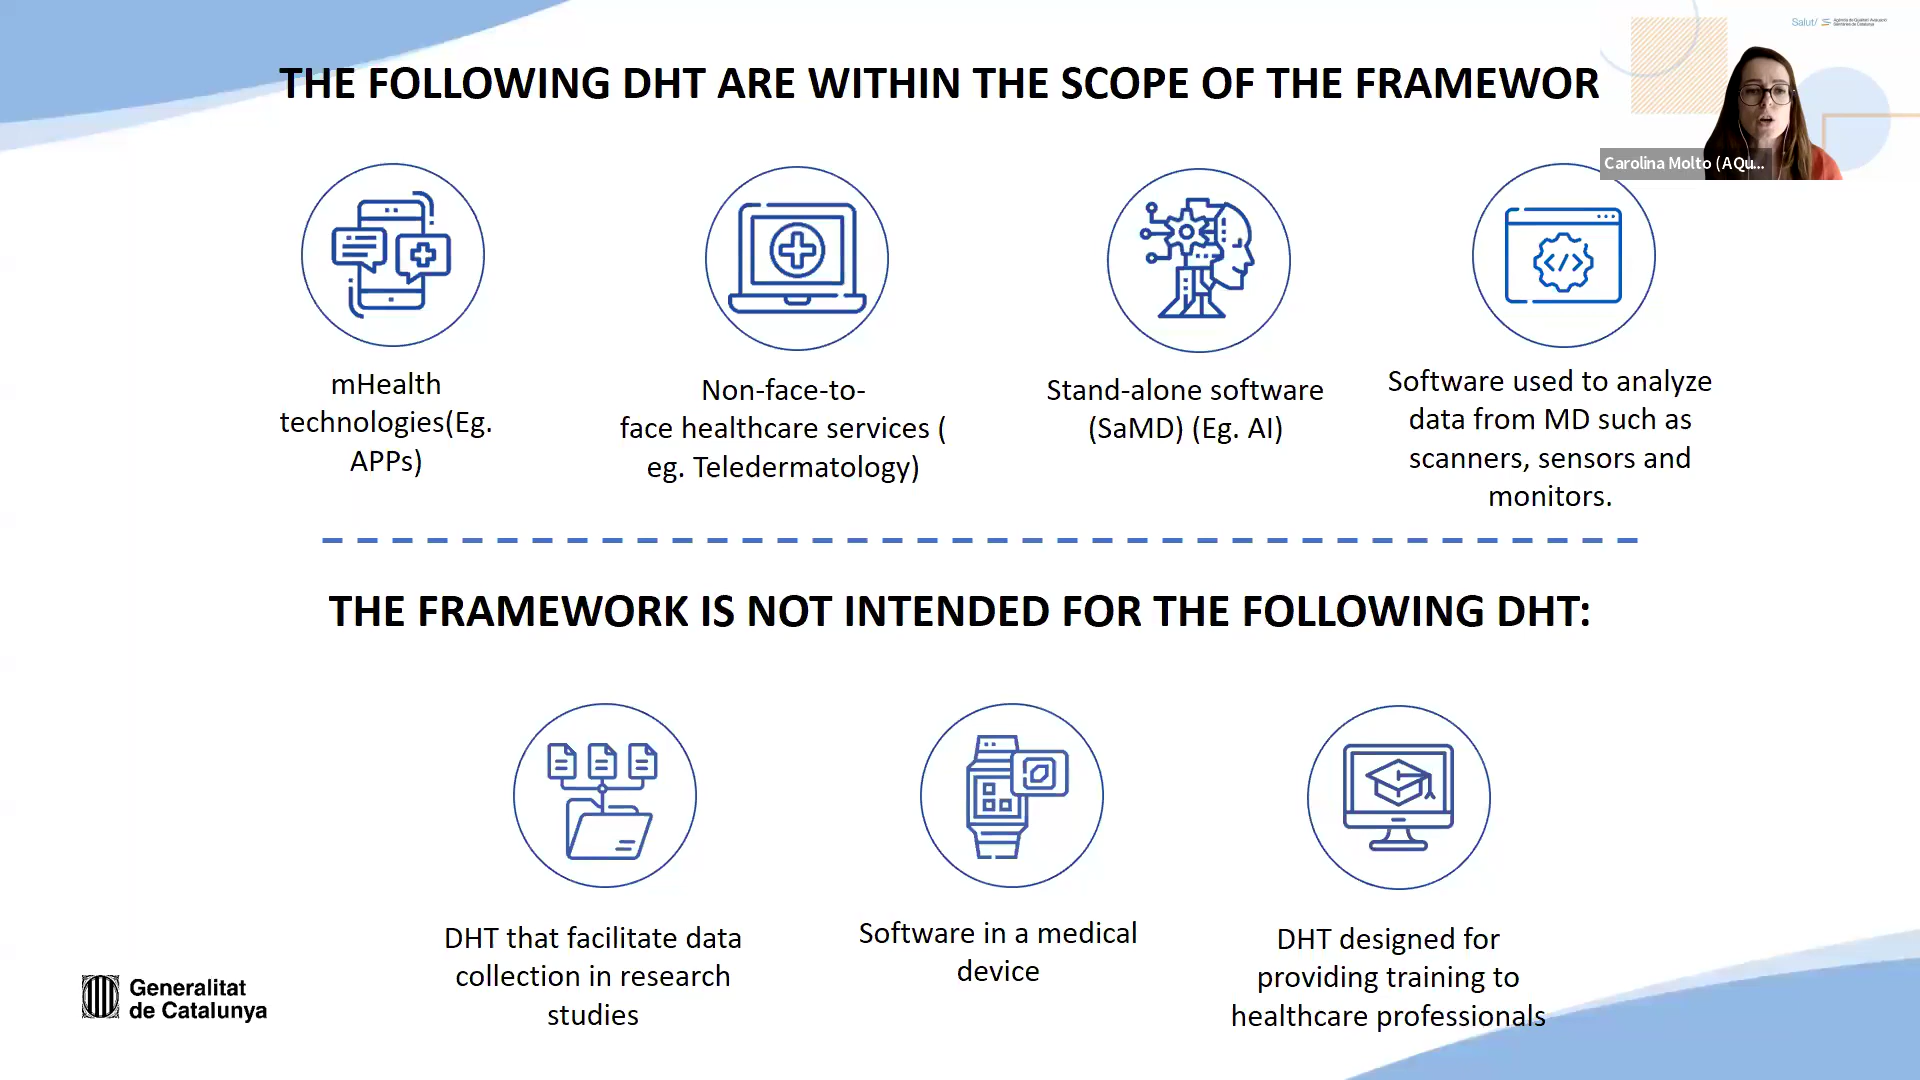 Salut/
THE FOLLOWING DHT ARE WITHIN THE SCOPE OF THE FRAMEWOR
Carolina Molto (AQu...
mHealth
technologies(Eg.
APPs)
Non-face-to-
face healthcare services (
eg. Teledermatology)
Stand-alone software
(SaMD) (Eg. AI)
Software used to analyze
data from MD such as
scanners, sensors and
monitors.
THE FRAMEWORK IS NOT INTENDED FOR THE FOLLOWING DHT:
DHT that facilitate data
collection in research
studies
Software in a medical
device
DHT designed for
providing training to
healthcare professionals
Generalitat
de Catalunya